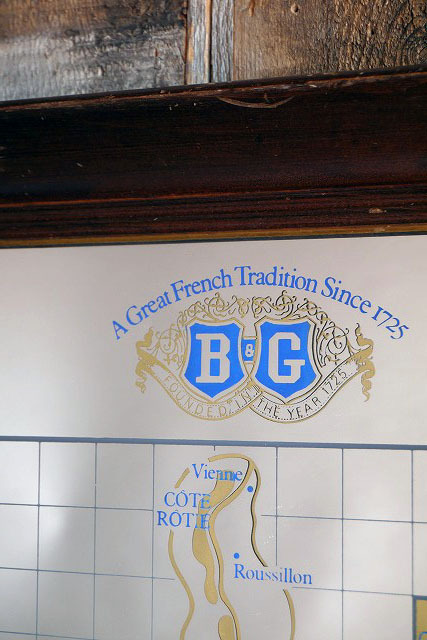 A Great French Tradition Since 1725
B & G
FOUNDED IN THE YEAR 1725
Vienne
CÔTE
RÔTIE
Roussillon